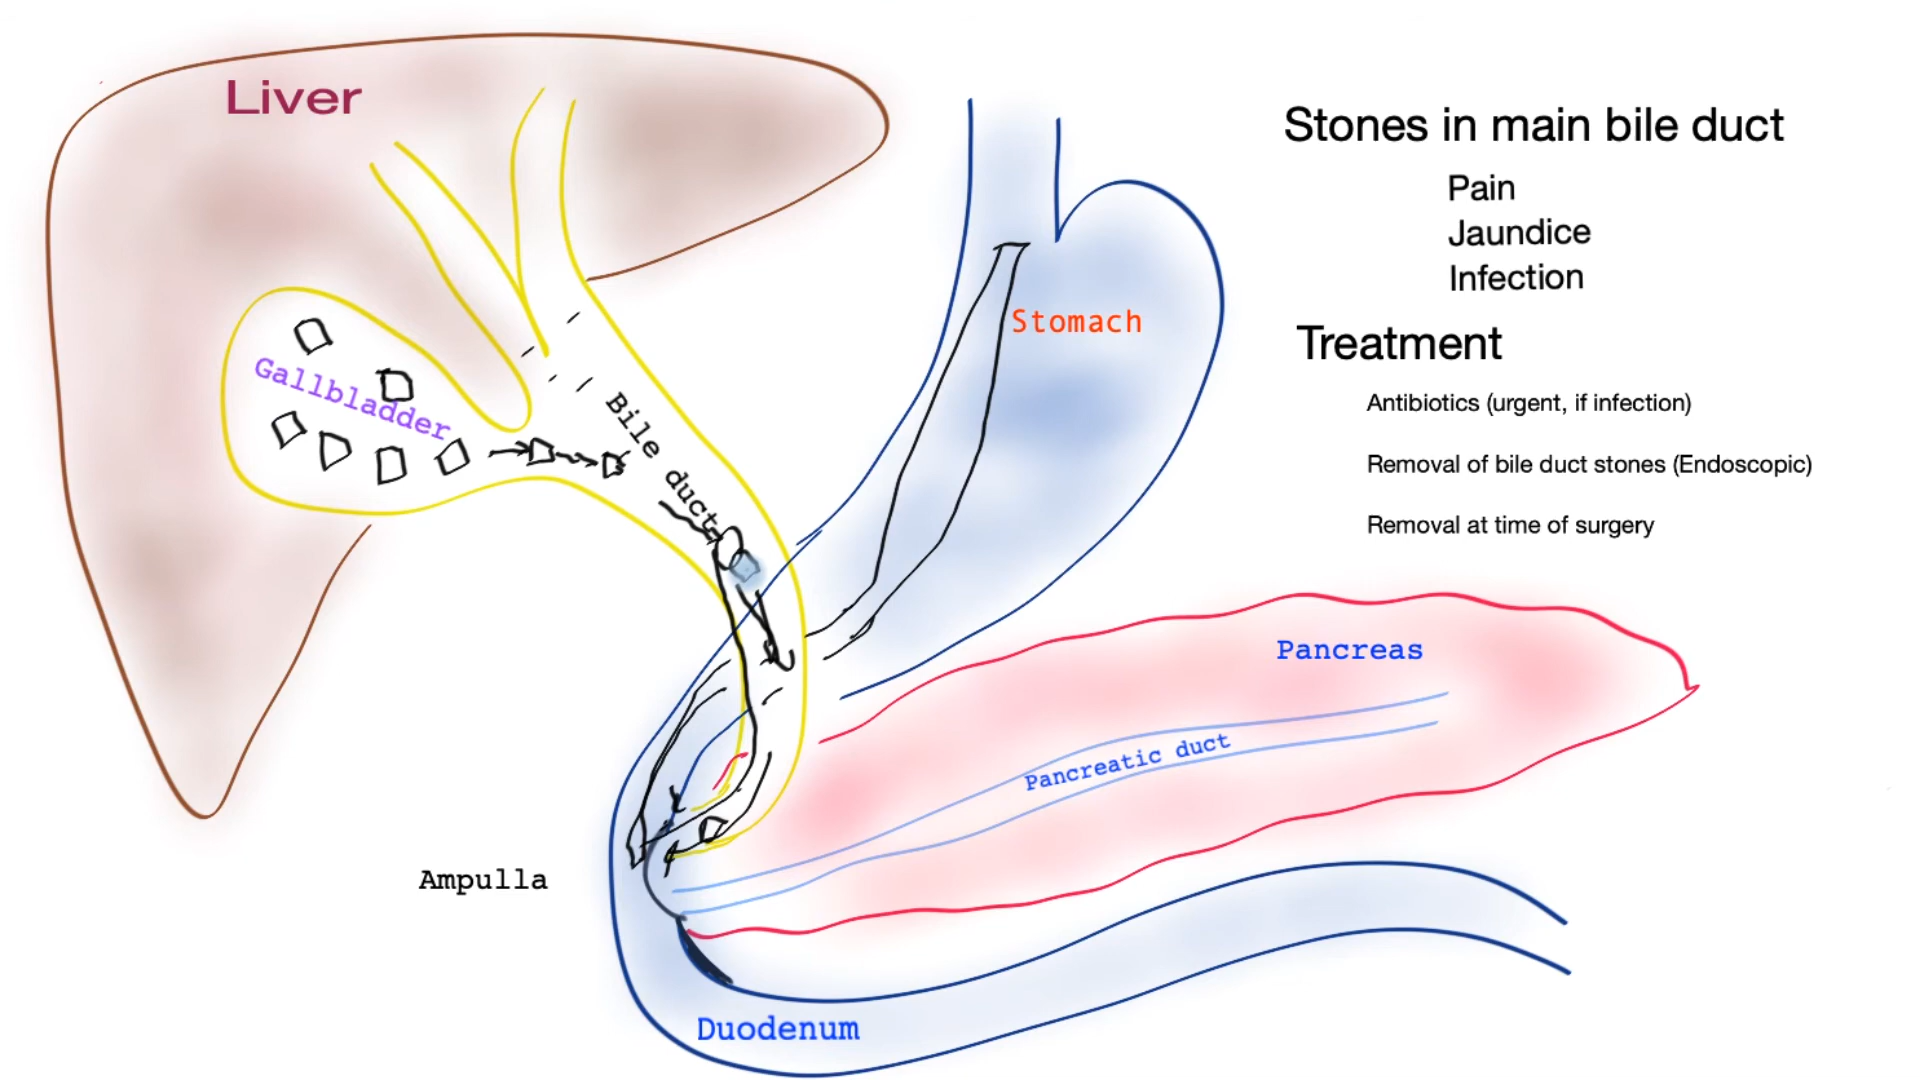 Liver
Gallbladder
Bile duct
Stomach
Pancreas
Pancreatic duct
Ampulla
Duodenum
Stones in main bile duct
Pain
Jaundice
Infection
Treatment
Antibiotics (urgent, if infection)
Removal of bile duct stones (Endoscopic)
Removal at time of surgery